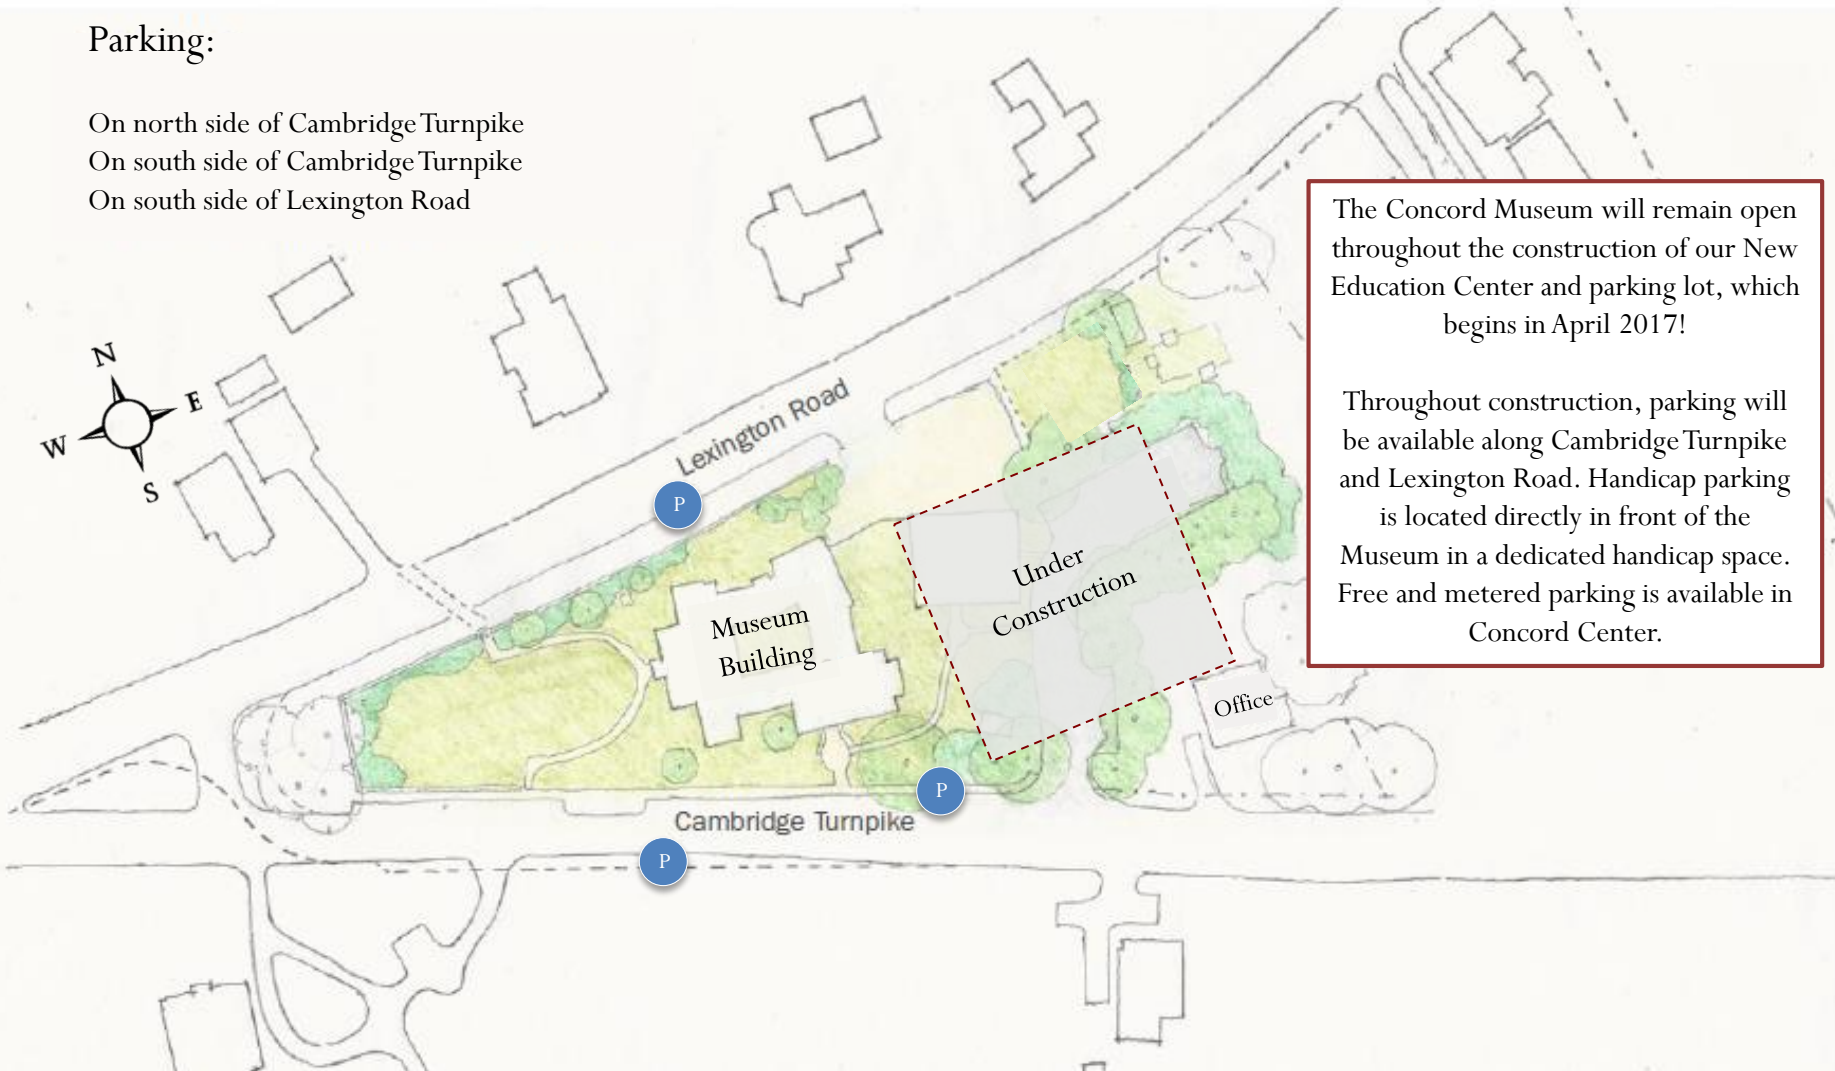 Parking:
On north side of Cambridge Turnpike
On south side of Cambridge Turnpike
On south side of Lexington Road
The Concord Museum will remain open
throughout the construction of our New
Education Center and parking lot, which
begins in April 2017!
Throughout construction, parking will
be available along Cambridge Turnpike
and Lexington Road. Handicap parking
is located directly in front of the
Museum in a dedicated handicap space.
Free and metered parking is available in
Concord Center.
N
E
W
S
Lexington Road
P
Under
Construction
Museum
Building
Office
P
Cambridge Turnpike
P